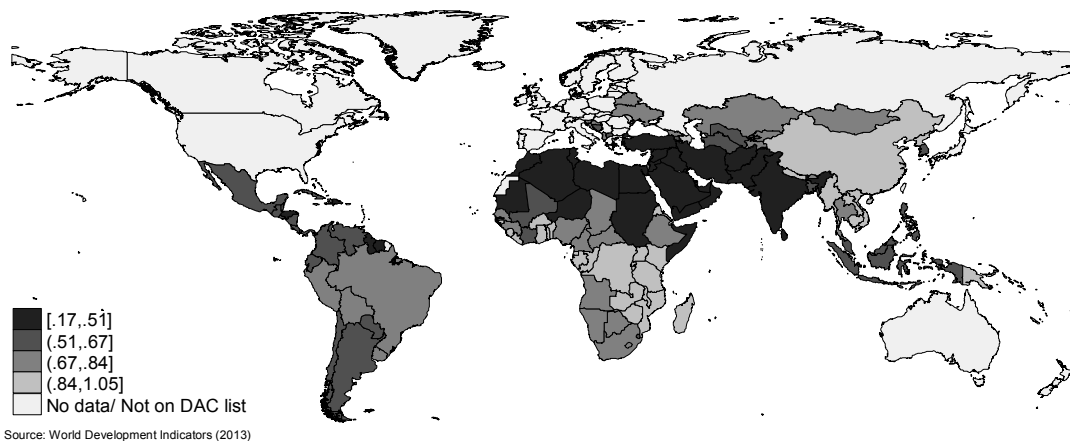 [.17,.51]
(.51,.67]
(.67,.84]
(.84,1.05]
No data/ Not on DAC list
Source: World Development Indicators (2013)